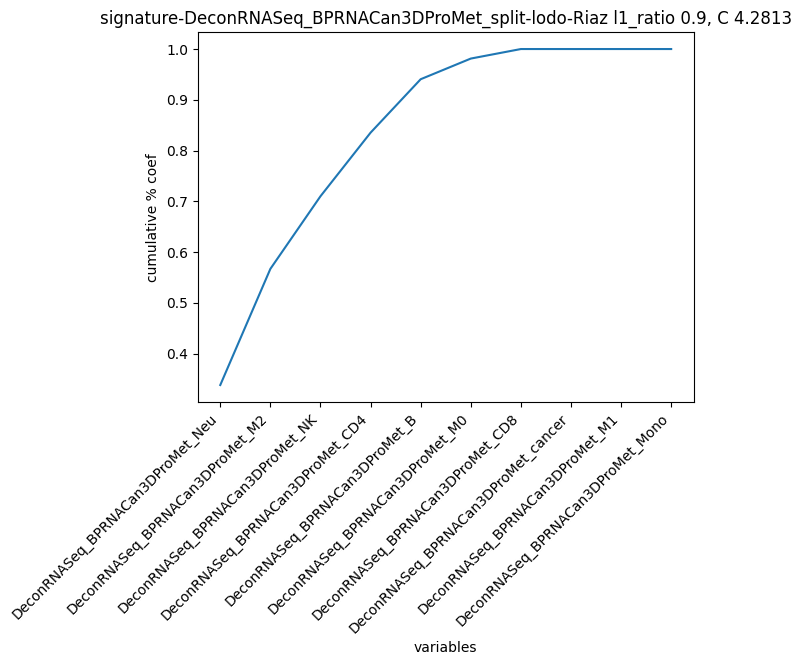 signature-DeconRNASeq_BPRNACan3DProMet_split-lodo-Riaz l1_ratio 0.9, C 4.2813
1.0
0.9
0.8
0.7
0.6
0.5
0.4
cumulative % coef
DeconRNASeq_BPRNACan3DProMet_Neu
DeconRNASeq_BPRNACan3DProMet_M2
DeconRNASeq_BPRNACan3DProMet_NK
DeconRNASeq_BPRNACan3DProMet_CD4
DeconRNASeq_BPRNACan3DProMet_B
DeconRNASeq_BPRNACan3DProMet_M0
DeconRNASeq_BPRNACan3DProMet_CD8
DeconRNASeq_BPRNACan3DProMet_cancer
DeconRNASeq_BPRNACan3DProMet_M1
DeconRNASeq_BPRNACan3DProMet_Mono
variables